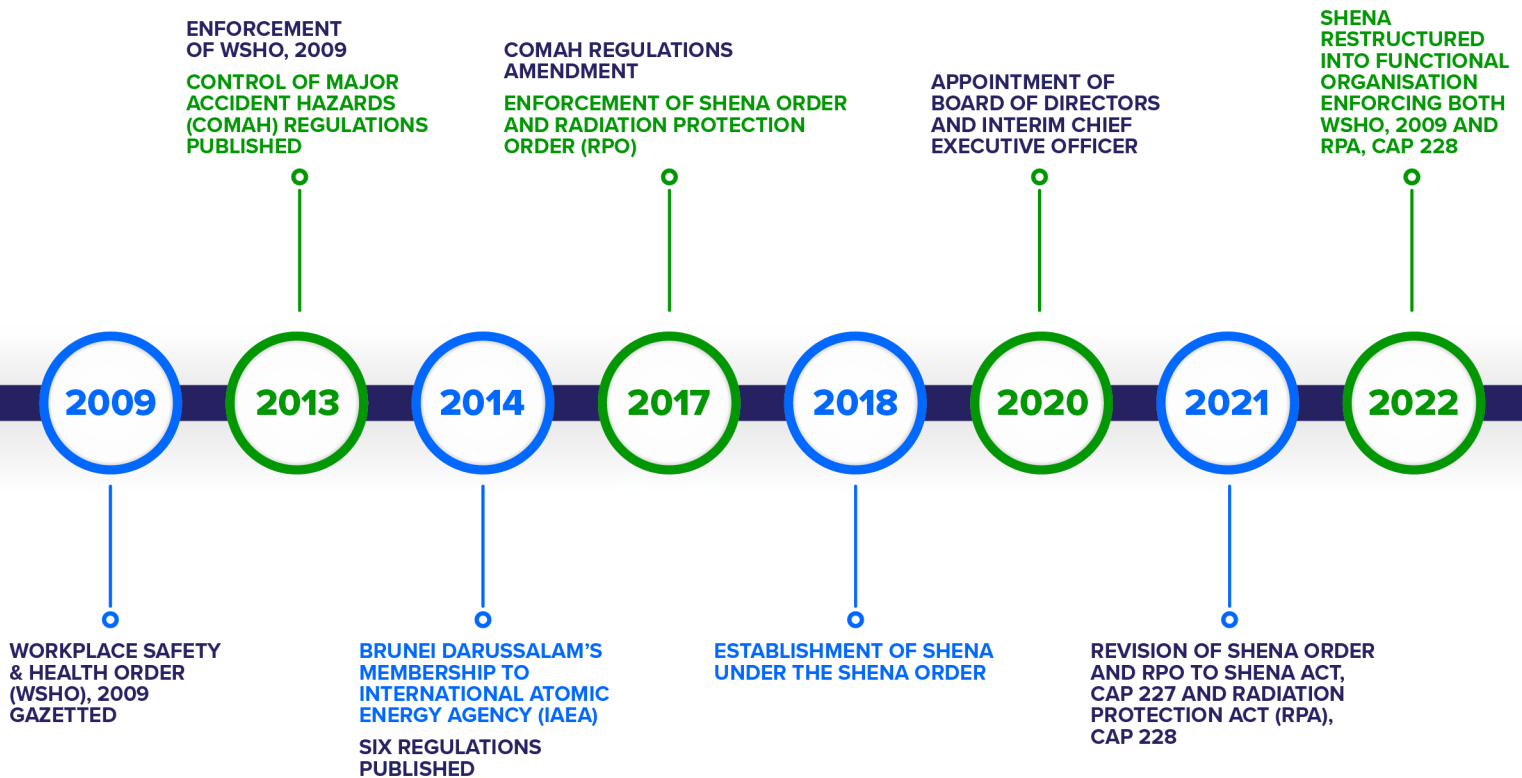 ENFORCEMENT
OF WSHO, 2009
CONTROL OF MAJOR
ACCIDENT HAZARDS
(COMAH) REGULATIONS
PUBLISHED
COMAH REGULATIONS
AMENDMENT
ENFORCEMENT OF SHENA ORDER
AND RADIATION PROTECTION
ORDER (RPO)
APPOINTMENT OF
BOARD OF DIRECTORS
AND INTERIM CHIEF
EXECUTIVE OFFICER
SHENA
RESTRUCTURED
INTO FUNCTIONAL
ORGANISATION
ENFORCING BOTH
WSHO, 2009 AND
RPA, CAP 228
2009
2013
2014
2017
2018
2020
2021
2022
WORKPLACE SAFETY
& HEALTH ORDER
(WSHO), 2009
GAZETTED
BRUNEI DARUSSALAM’S
MEMBERSHIP TO
INTERNATIONAL ATOMIC
ENERGY AGENCY (IAEA)
SIX REGULATIONS
PUBLISHED
ESTABLISHMENT OF SHENA
UNDER THE SHENA ORDER
REVISION OF SHENA ORDER
AND RPO TO SHENA ACT,
CAP 227 AND RADIATION
PROTECTION ACT (RPA),
CAP 228